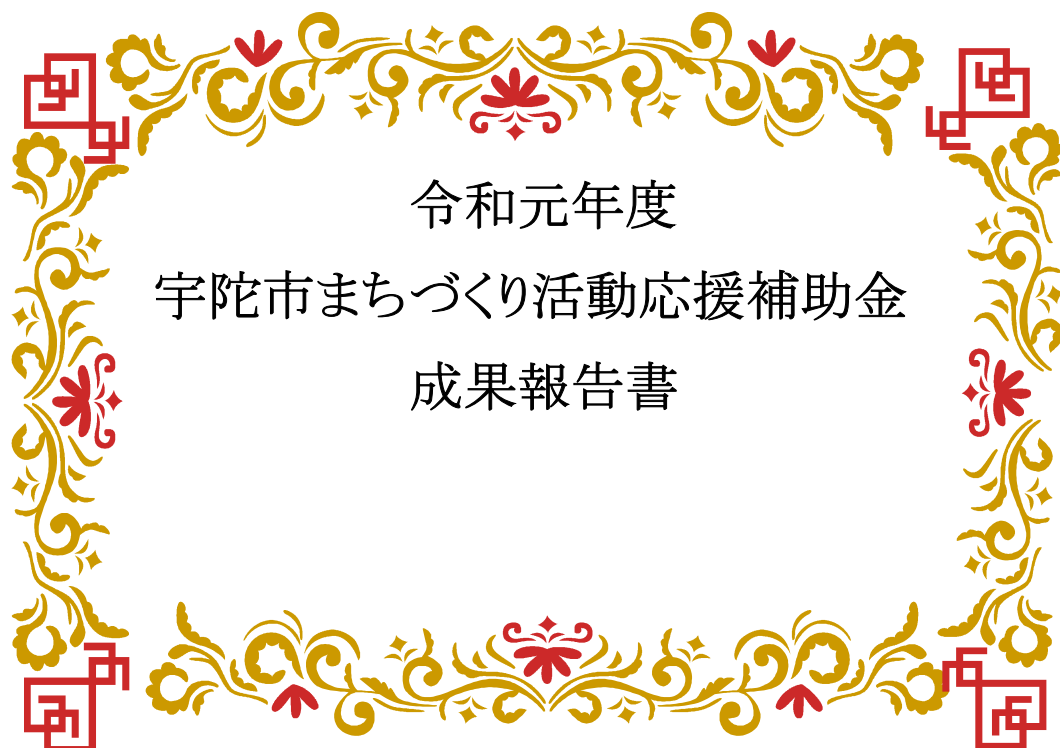 令和元年度
宇陀市まちづくり活動応援補助金
成果報告書